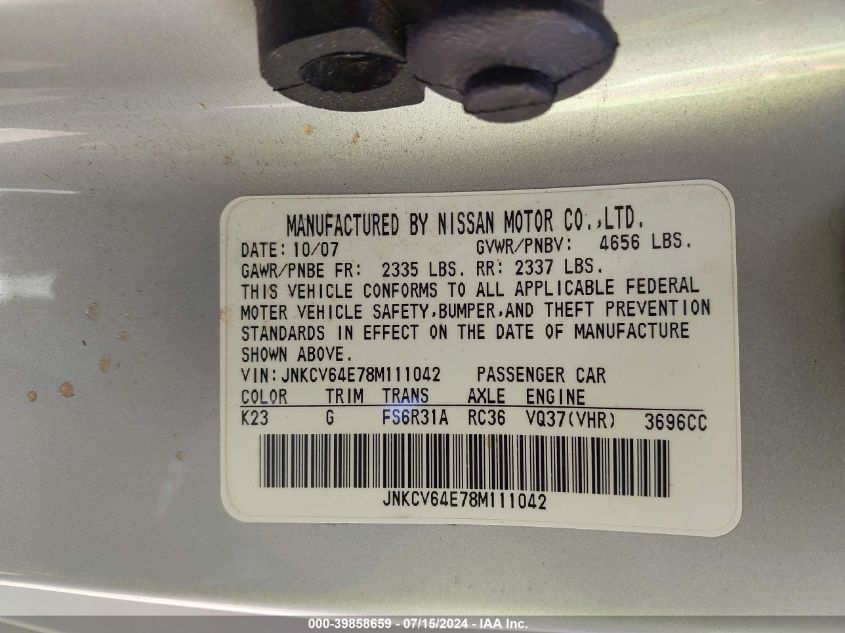 MANUFACTURED BY NISSAN MOTOR CO.,LTD.
DATE: 10/07 GVWR/PNBV: 4656 LBS.
GAWR/PNBE FR: 2335 LBS. RR: 2337 LBS.
THIS VEHICLE CONFORMS TO ALL APPLICABLE FEDERAL
MOTER VEHICLE SAFETY,BUMPER,AND THEFT PREVENTION
STANDARDS IN EFFECT ON THE DATE OF MANUFACTURE
SHOWN ABOVE.
VIN:JNKCV64E78M111042 PASSENGER CAR
COLOR TRIM TRANS AXLE ENGINE
K23 G FS6R31A RC36 VQ37(VHR) 3696CC
JNKCV64E78M111042
000-39858659 - 07/15/2024 - IAA Inc.